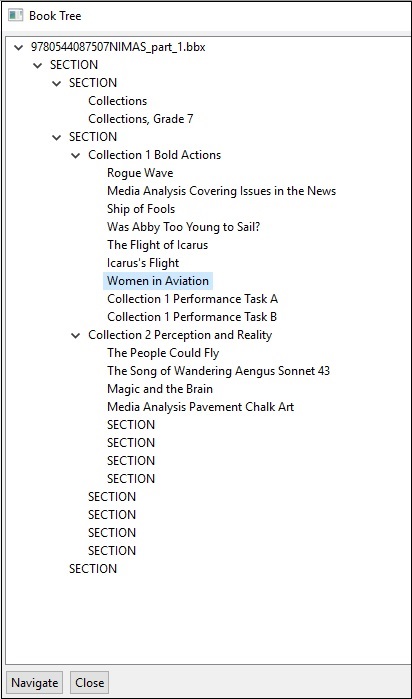 Book Tree
9780544087507NIMAS_part_1.bbx
SECTION
SECTION
Collections
Collections, Grade 7
SECTION
Collection 1 Bold Actions
Rogue Wave
Media Analysis Covering Issues in the News
Ship of Fools
Was Abby Too Young to Sail?
The Flight of Icarus
Icarus's Flight
Women in Aviation
Collection 1 Performance Task A
Collection 1 Performance Task B
Collection 2 Perception and Reality
The People Could Fly
The Song of Wandering Aengus Sonnet 43
Magic and the Brain
Media Analysis Pavement Chalk Art
SECTION
SECTION
SECTION
SECTION
SECTION
SECTION
SECTION
SECTION
SECTION
Navigate Close